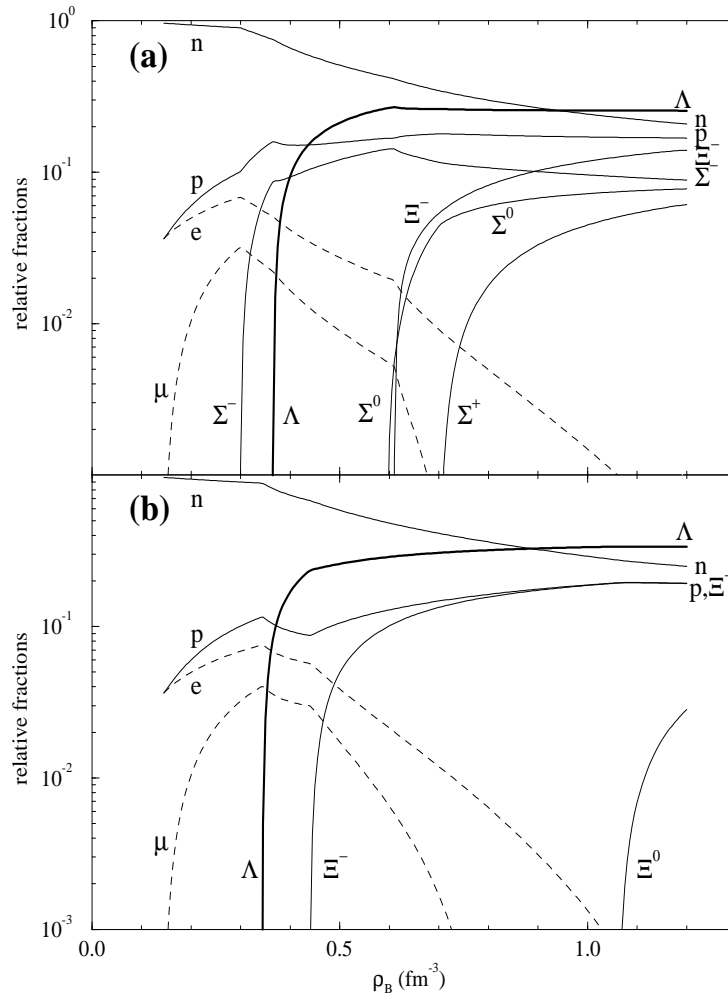 10⁰
n
(a)
Λ
n
p
Ξ⁻
Σ⁻
10⁻¹
p
e
Ξ⁻
Σ⁰
relative fractions
10⁻²
μ
Σ⁻
Λ
Σ⁰
Σ⁺
(b)
n
Λ
n
p,Ξ⁻
10⁻¹
p
e
relative fractions
10⁻²
μ
Λ
Ξ⁻
Ξ⁰
10⁻³
0.0
0.5
1.0
ρ_B (fm⁻³)